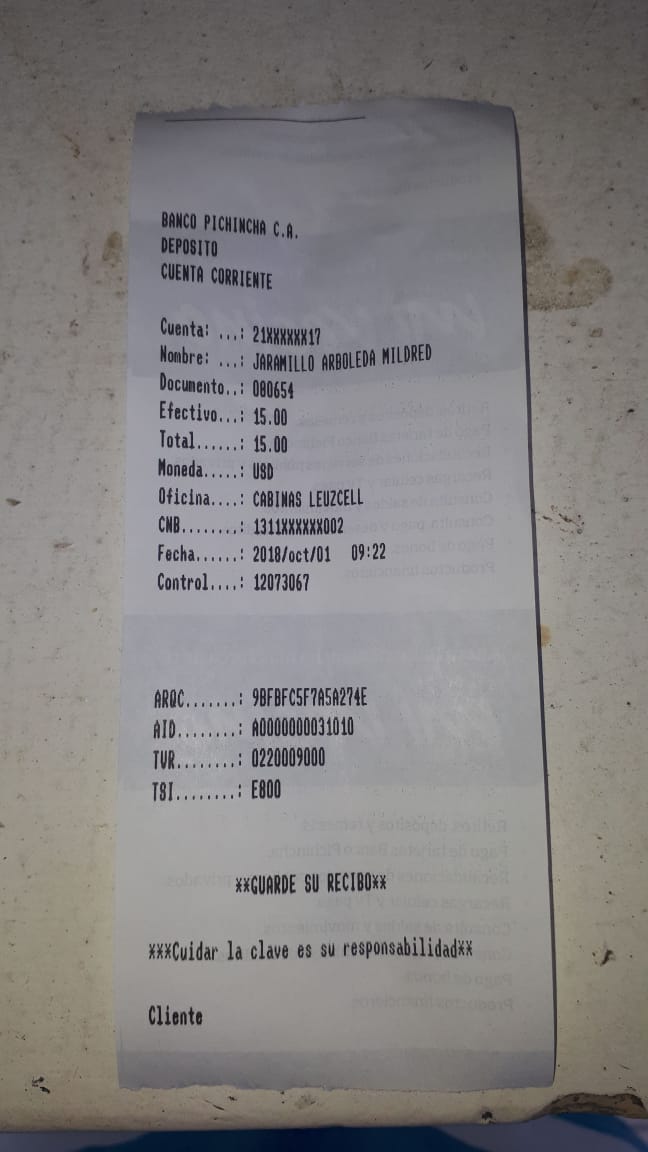 BANCO PICHINCHA C.A.
DEPOSITO
CUENTA CORRIENTE
Cuenta: ...: 21XXXXXX17
Nombre: ...: JARAMILLO ARBOLEDA MILDRED
Documento..: 080654
Efectivo...: 15.00
Total......: 15.00
Moneda.....: USD
Oficina....: CABINAS LEUZCELL
CNB........: 1311XXXXXX002
Fecha......: 2018/oct/01 09:22
Control....: 12073067
ARQC.......: 9BFBFC5F7A5A274E
AID........: A0000000031010
TVR........: 0220009000
TSI........: E800
**GUARDE SU RECIBO**
***Cuidar la clave es su responsabilidad**
Cliente